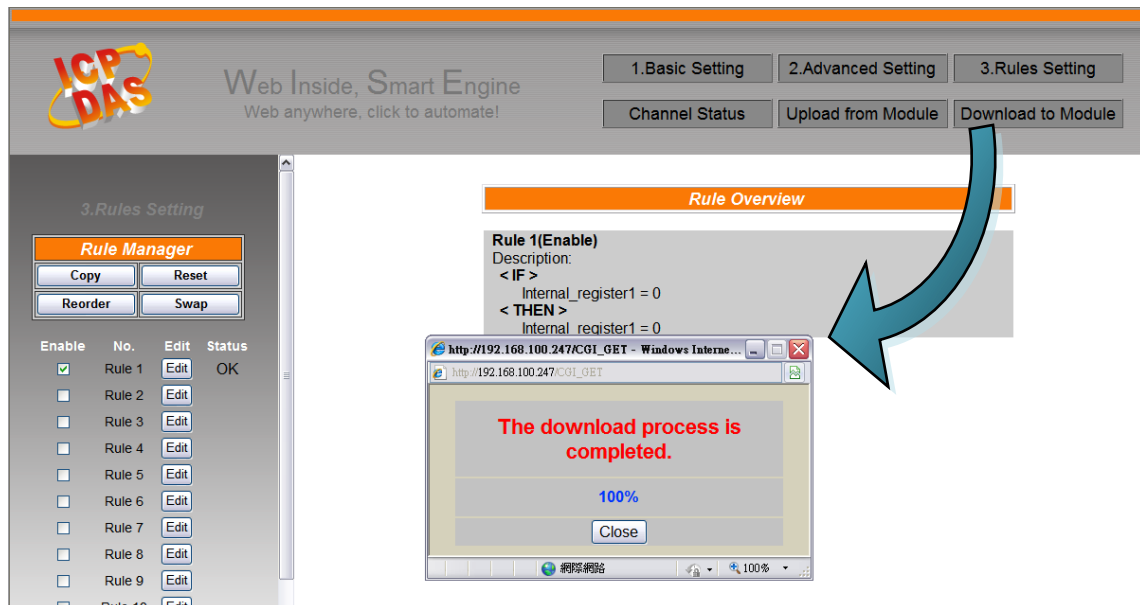 ICP
DAS
Web Inside, Smart Engine
Web anywhere, click to automate!
1.Basic Setting
2.Advanced Setting
3.Rules Setting
Channel Status
Upload from Module
Download to Module
3.Rules Setting
Rule Manager
Copy
Reset
Reorder
Swap
Enable No. Edit Status
Rule 1 Edit OK
Rule 2 Edit
Rule 3 Edit
Rule 4 Edit
Rule 5 Edit
Rule 6 Edit
Rule 7 Edit
Rule 8 Edit
Rule 9 Edit
Rule 10 Edit
Rule Overview
Rule 1(Enable)
Description:
< IF >
Internal_register1 = 0
< THEN >
Internal_register1 = 0
http://192.168.100.247/CGI_GET - Windows Interne...
http://192.168.100.247/CGI_GET
The download process is
completed.
100%
Close
網際網路
100%